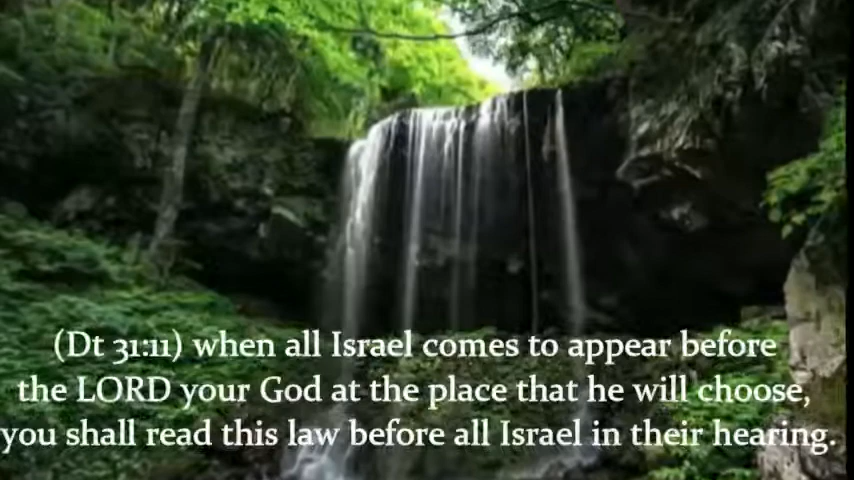 (Dt 31:11) when all Israel comes to appear before
the LORD your God at the place that he will choose,
you shall read this law before all Israel in their hearing.